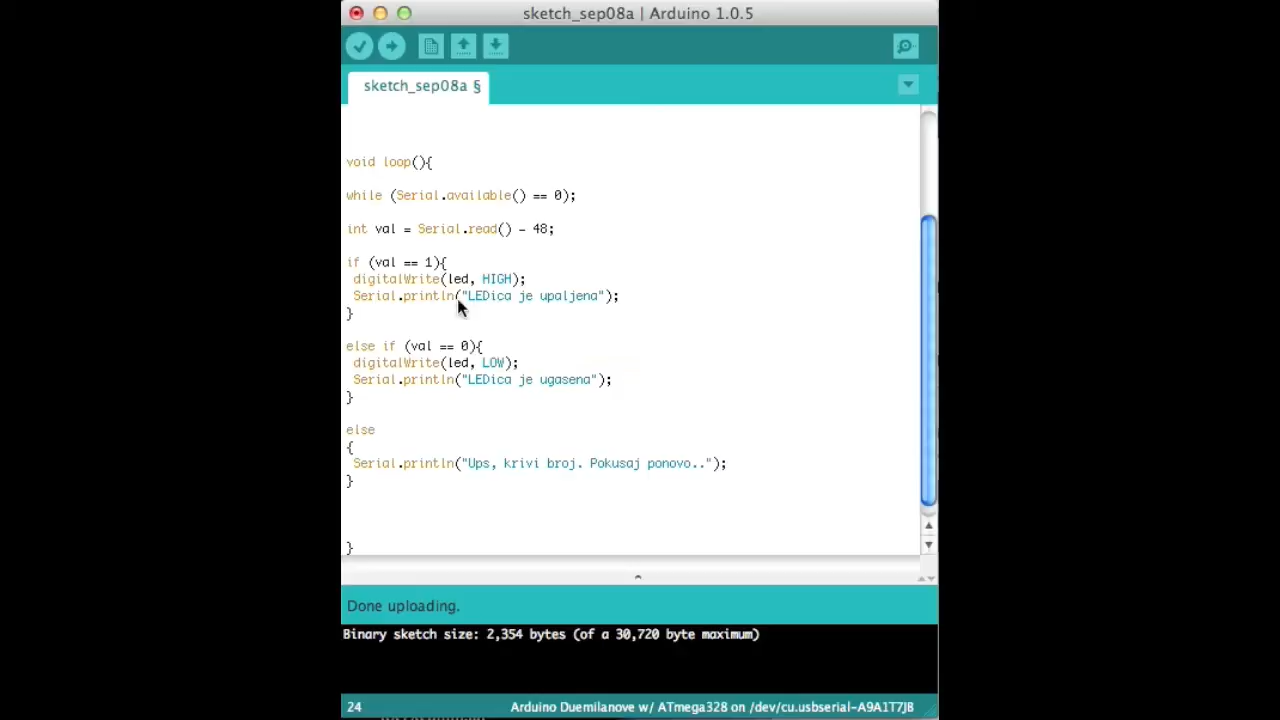 sketch_sep08a | Arduino 1.0.5
sketch_sep08a §
void loop(){
while (Serial.available() == 0);
int val = Serial.read() - 48;
if (val == 1){
digitalWrite(led, HIGH);
Serial.println("LEDica je upaljena");
}
else if (val == 0){
digitalWrite(led, LOW);
Serial.println("LEDica je ugasena");
}
else
{
Serial.println("Ups, krivi broj. Pokusaj ponovo..");
}
}
Done uploading.
Binary sketch size: 2,354 bytes (of a 30,720 byte maximum)
24 Arduino Duemilanove w/ ATmega328 on /dev/cu.usbserial-A9A1T7JB